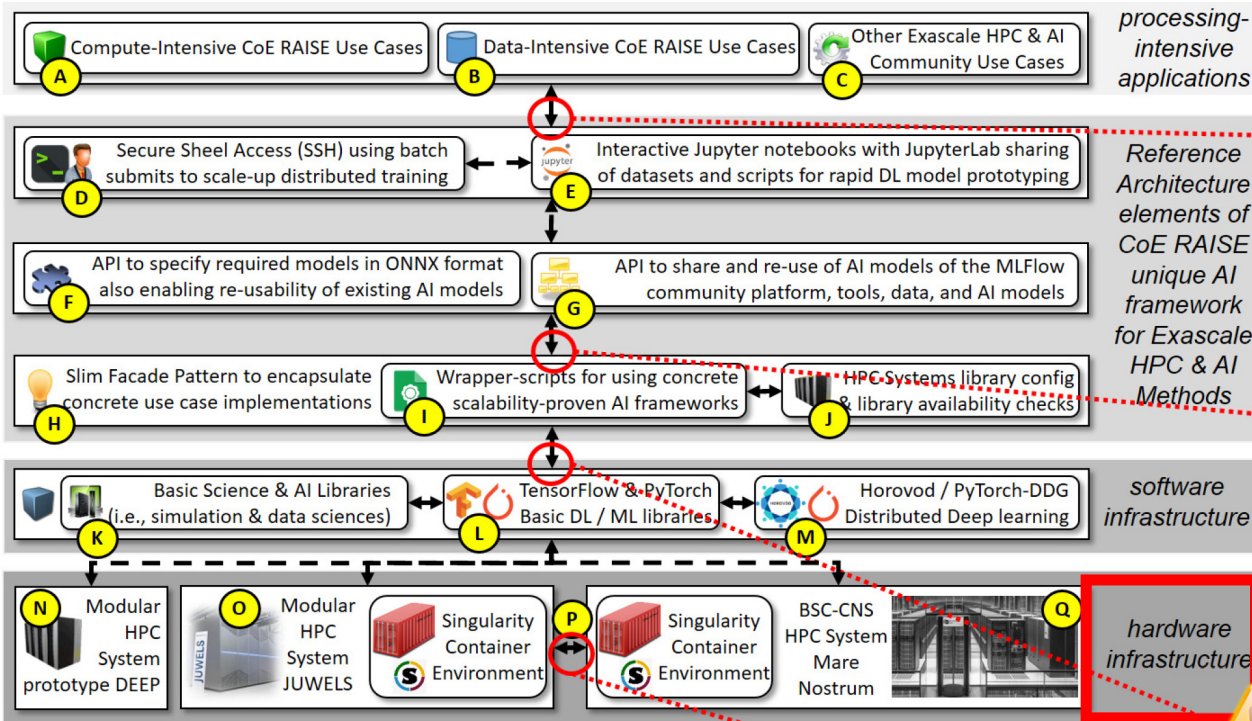 Compute-Intensive CoE RAISE Use Cases
A
Data-Intensive CoE RAISE Use Cases
B
Other Exascale HPC & AI
Community Use Cases
C
processing-
intensive
applications
Secure Sheel Access (SSH) using batch
submits to scale-up distributed training
D
jupyter
Interactive Jupyter notebooks with JupyterLab sharing
of datasets and scripts for rapid DL model prototyping
E
API to specify required models in ONNX format
also enabling re-usability of existing AI models
F
API to share and re-use of AI models of the MLFlow
community platform, tools, data, and AI models
G
Slim Facade Pattern to encapsulate
concrete use case implementations
H
Wrapper-scripts for using concrete
scalability-proven AI frameworks
I
HPC-Systems library config
& library availability checks
J
Reference
Architecture
elements of
CoE RAISE
unique AI
framework
for Exascale
HPC & AI
Methods
Basic Science & AI Libraries
(i.e., simulation & data sciences)
K
TensorFlow & PyTorch
Basic DL / ML libraries
L
HOROVOD
Horovod / PyTorch-DDG
Distributed Deep learning
M
software
infrastructure
N
Modular
HPC
System
prototype DEEP
O
JUWELS
Modular
HPC
System
JUWELS
Singularity
Container
Environment
P
Singularity
Container
Environment
BSC-CNS
HPC System
Mare
Nostrum
Q
hardware
infrastructure